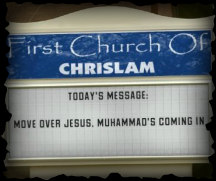 First Church Of
CHRISLAM
TODAY'S MESSAGE:
MOVE OVER JESUS, MUHAMMAD'S COMING IN